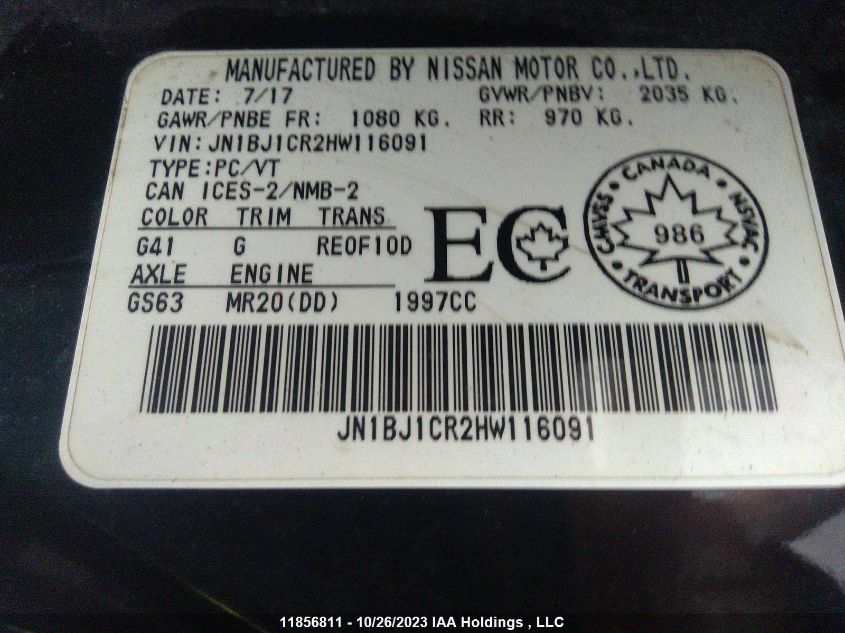 MANUFACTURED BY NISSAN MOTOR CO.,LTD.
DATE: 7/17 GVWR/PNBV: 2035 KG.
GAWR/PNBE FR: 1080 KG. RR: 970 KG.
VIN:JN1BJ1CR2HW116091
TYPE:PC/VT
CAN ICES-2/NMB-2
COLOR TRIM TRANS
G41 G REOF10D
AXLE ENGINE
GS63 MR20(DD) 1997CC
EC
CANADA
CMVSS 986 NSVAC
TRANSPORT
JN1BJ1CR2HW116091
11856811 - 10/26/2023 IAA Holdings , LLC